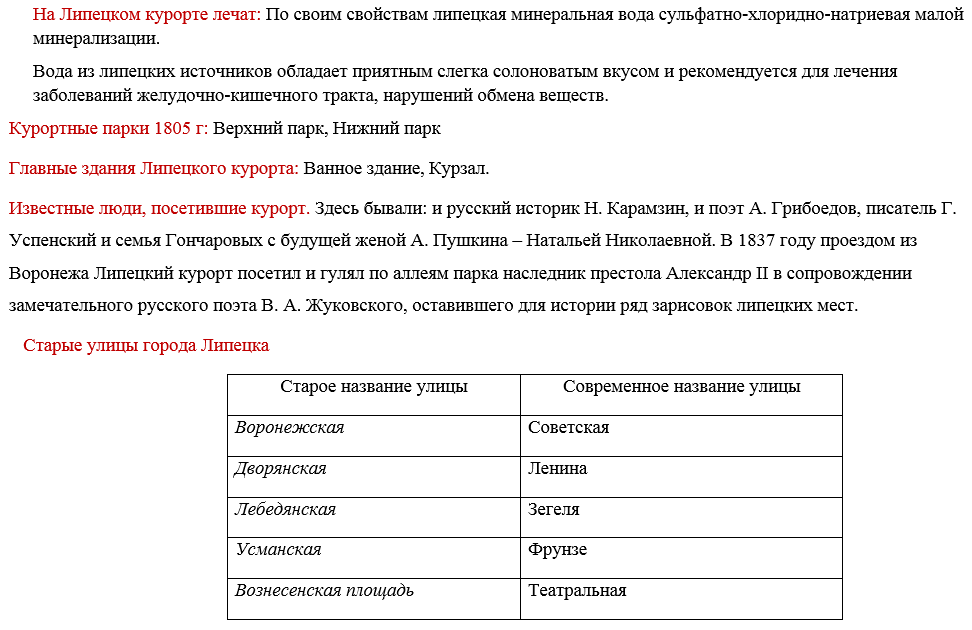 На Липецком курорте лечат: По своим свойствам липецкая минеральная вода сульфатно-хлоридно-натриевая малой
минерализации.
Вода из липецких источников обладает приятным слегка солоноватым вкусом и рекомендуется для лечения
заболеваний желудочно-кишечного тракта, нарушений обмена веществ.
Курортные парки 1805 г: Верхний парк, Нижний парк
Главные здания Липецкого курорта: Ванное здание, Курзал.
Известные люди, посетившие курорт. Здесь бывали: и русский историк Н. Карамзин, и поэт А. Грибоедов, писатель Г.
Успенский и семья Гончаровых с будущей женой А. Пушкина – Натальей Николаевной. В 1837 году проездом из
Воронежа Липецкий курорт посетил и гулял по аллеям парка наследник престола Александр II в сопровождении
замечательного русского поэта В. А. Жуковского, оставившего для истории ряд зарисовок липецких мест.
Старые улицы города Липецка
Старое название улицы Современное название улицы
Воронежская Советская
Дворянская Ленина
Лебедянская Зегеля
Усманская Фрунзе
Вознесенская площадь Театральная